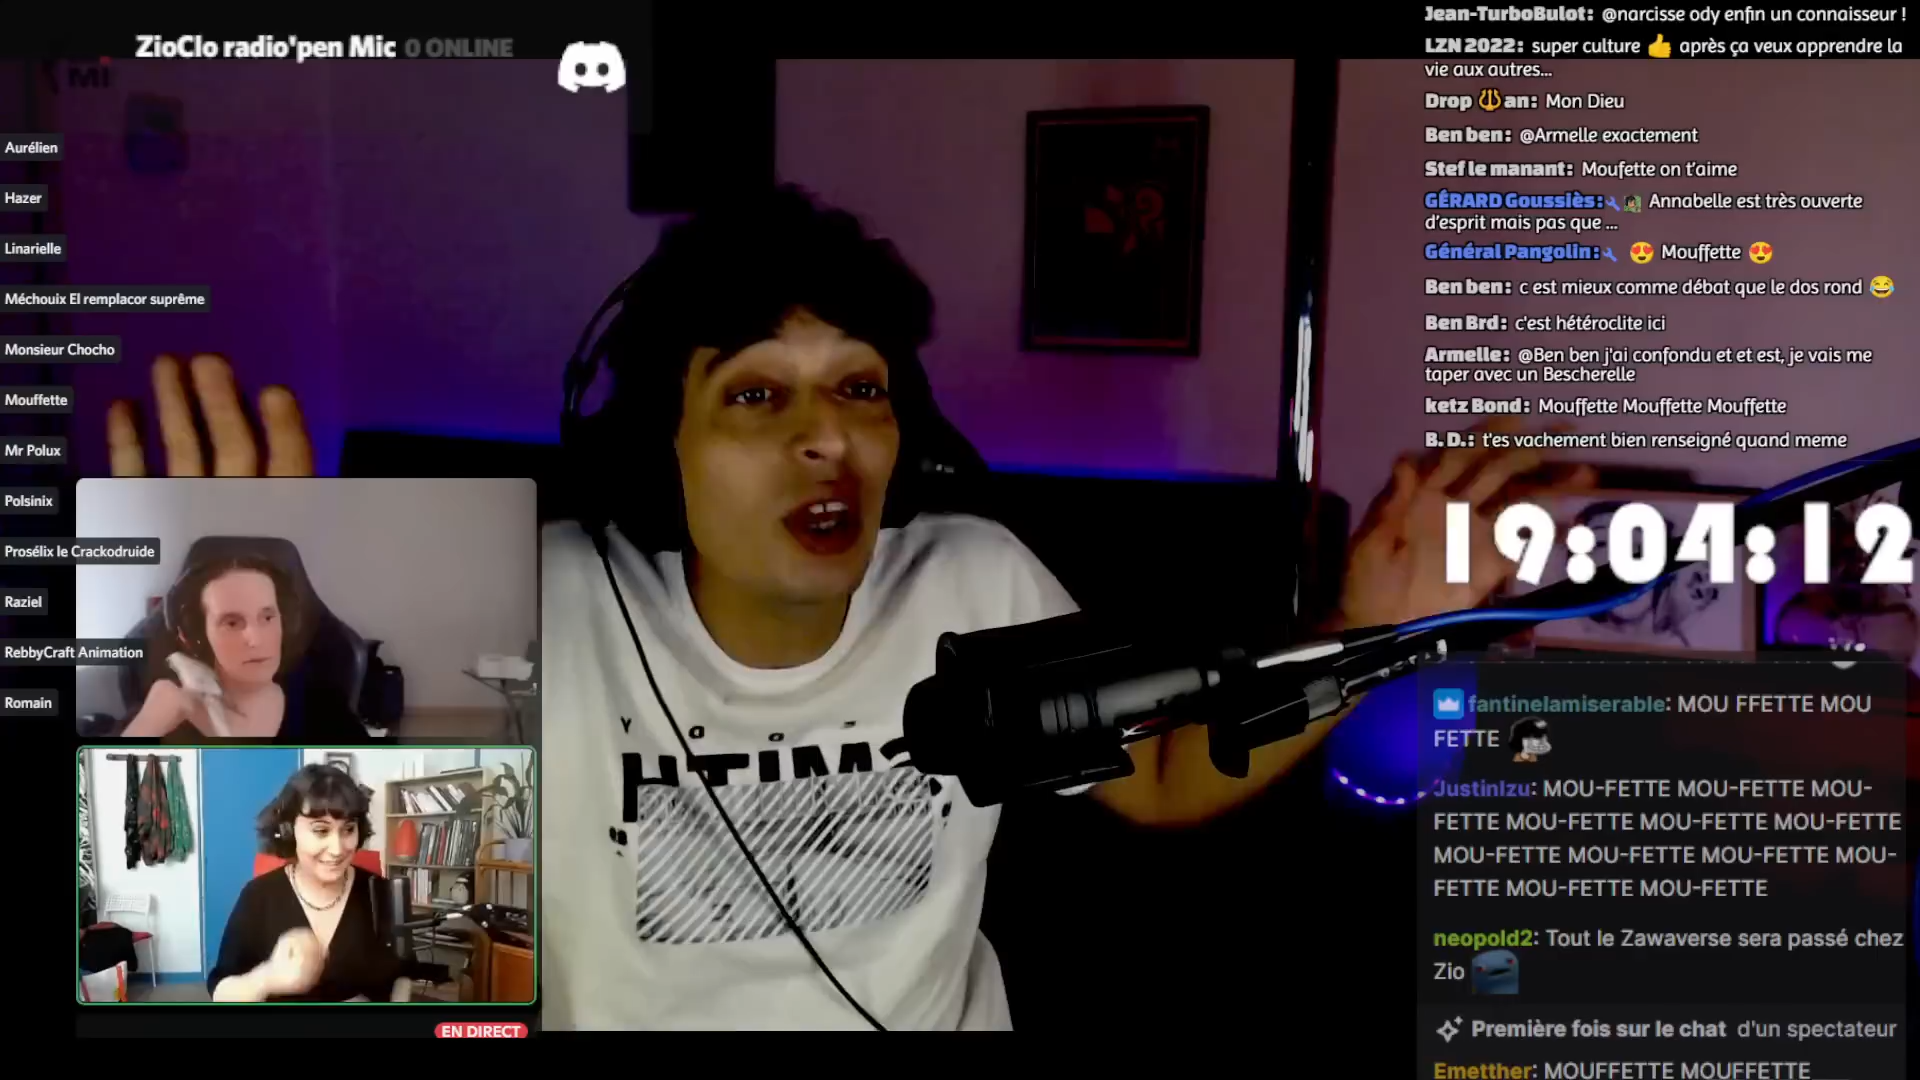 ZioClo radio'pen Mic 0 ONLINE
Aurélien
Hazer
Linarielle
Méchouix El remplacor suprême
Monsieur Chocho
Mouffette
Mr Polux
Polsinix
Prosélix le Crackodruide
Raziel
RebbyCraft Animation
Romain
EN DIRECT
Jean-TurboBulot: @narcisse ody enfin un connaisseur !
LZN 2022: super culture 👍 après ça veux apprendre la
vie aux autres...
Drop 🔱an: Mon Dieu
Ben ben: @Armelle exactement
Stef le manant: Moufette on t'aime
GÉRARD Goussiès: Annabelle est très ouverte
d'esprit mais pas que ...
Général Pangolin: 😍 Mouffette 😍
Ben ben: c est mieux comme débat que le dos rond 😂
Ben Brd: c'est hétéroclite ici
Armelle: @Ben ben j'ai confondu et et est, je vais me
taper avec un Bescherelle
ketz Bond: Mouffette Mouffette Mouffette
B. D.: t'es vachement bien renseigné quand meme
19:04:12
fantinelamiserable: MOU FFETTE MOU
FETTE
JustinIzu: MOU-FETTE MOU-FETTE MOU-
FETTE MOU-FETTE MOU-FETTE MOU-FETTE
MOU-FETTE MOU-FETTE MOU-FETTE MOU-
FETTE MOU-FETTE MOU-FETTE
neopold2: Tout le Zawaverse sera passé chez
Zio
Première fois sur le chat d'un spectateur
Emetther: MOUFFETTE MOUFFETTE